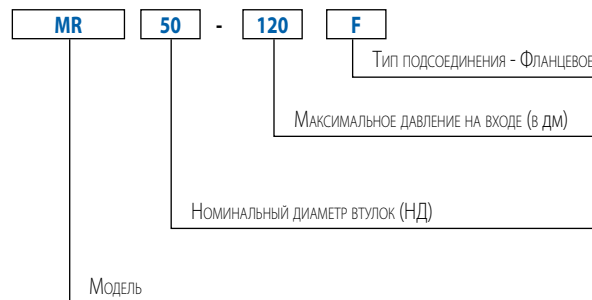 MR 50 - 120 F
Тип подсоединения - Фланцевое
Максимальное давление на входе (в дм)
Номинальный диаметр втулок (НД)
Модель